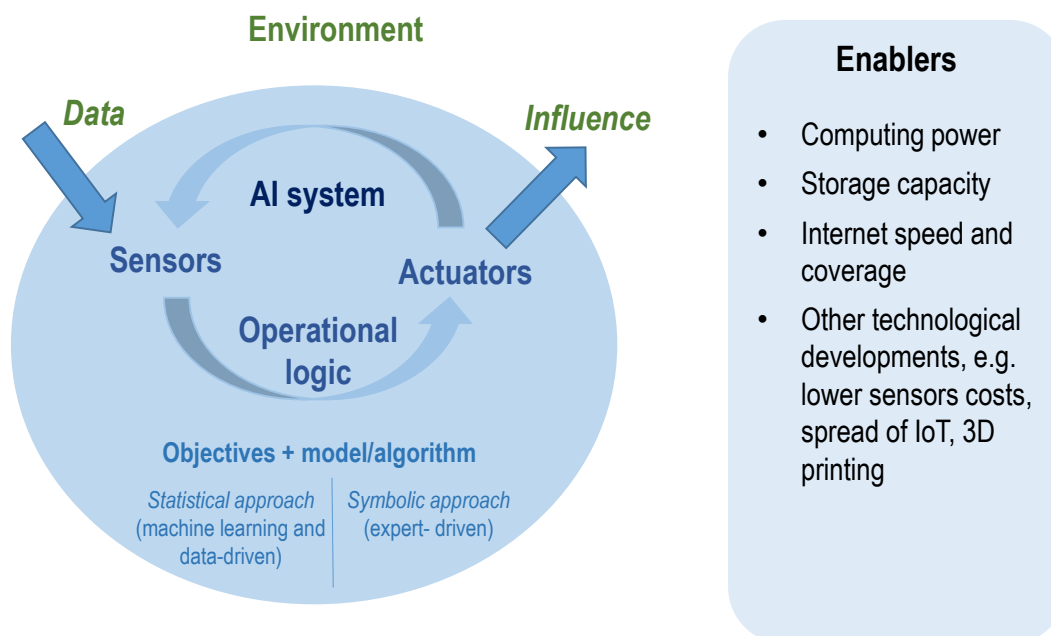 Environment
Data
Influence
AI system
Sensors
Actuators
Operational
logic
Objectives + model/algorithm
Statistical approach
(machine learning and
data-driven)
Symbolic approach
(expert- driven)
Enablers
• Computing power
• Storage capacity
• Internet speed and
coverage
• Other technological
developments, e.g.
lower sensors costs,
spread of IoT, 3D
printing